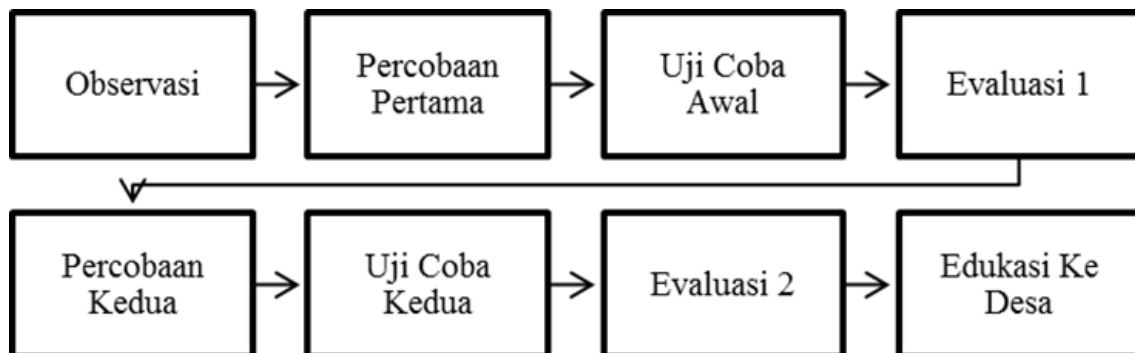 Observasi
Percobaan
Pertama
Uji Coba
Awal
Evaluasi 1
Percobaan
Kedua
Uji Coba
Kedua
Evaluasi 2
Edukasi Ke
Desa